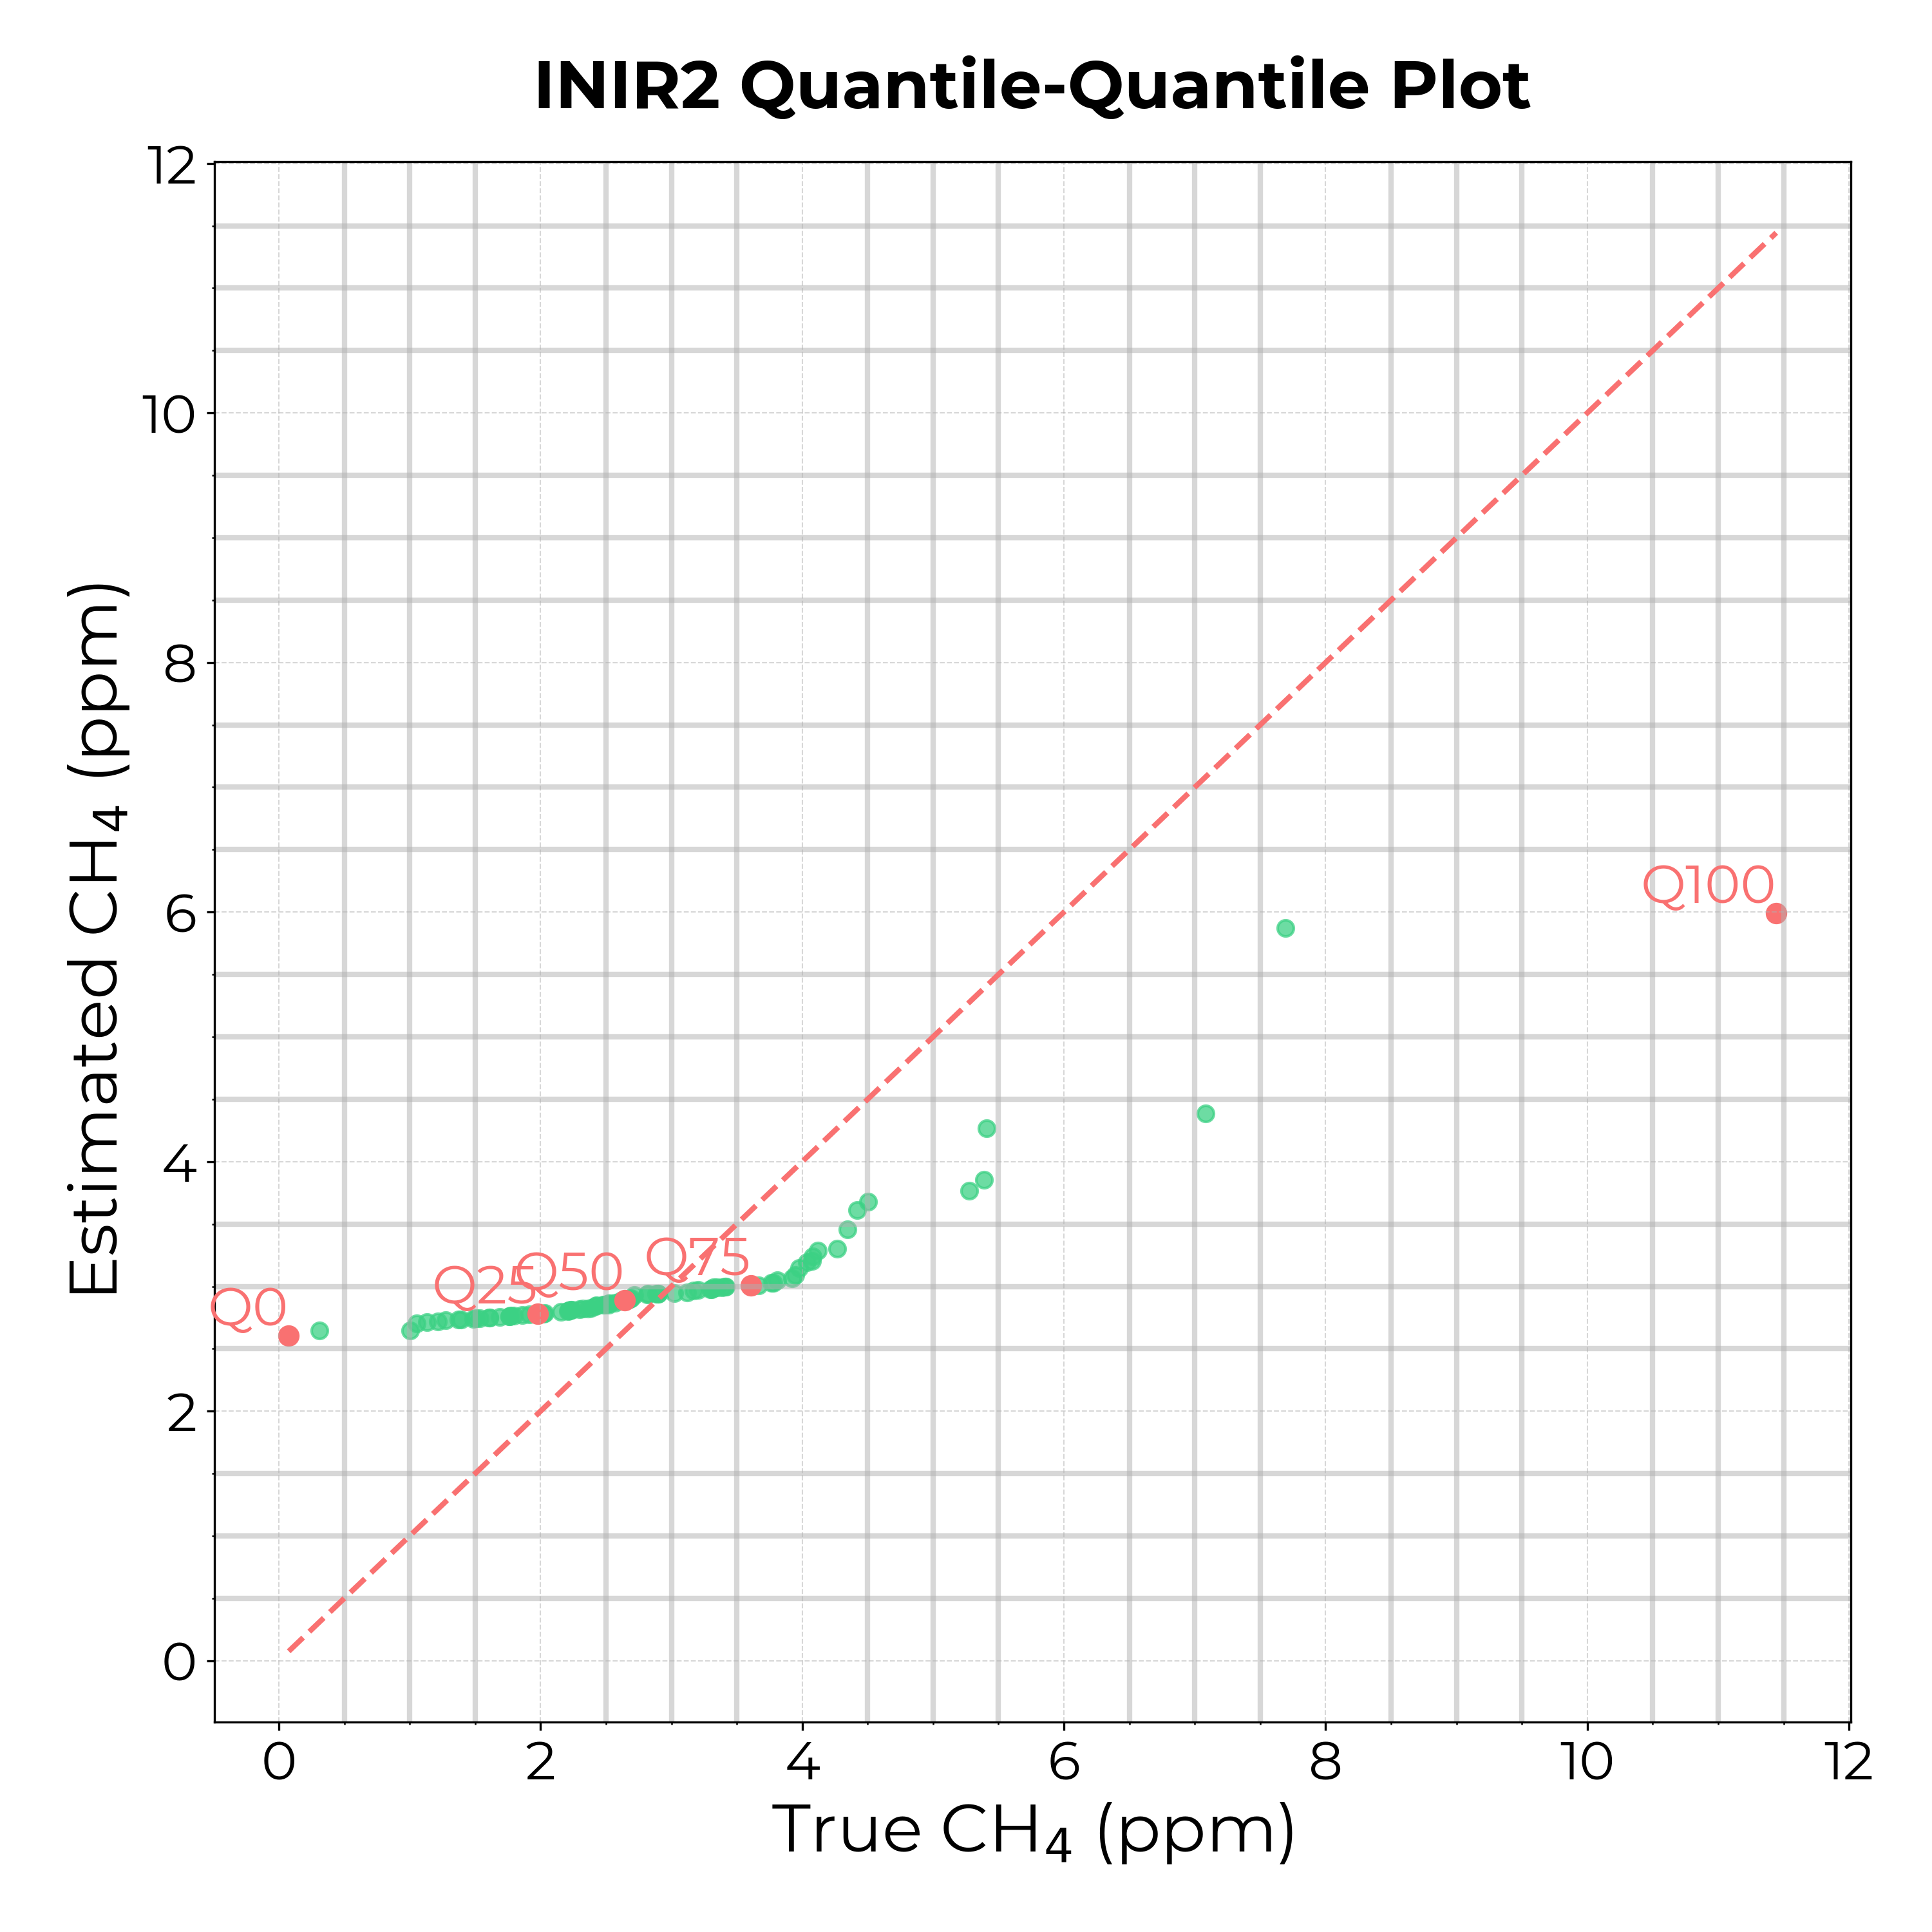 INIR2 Quantile-Quantile Plot
Estimated CH₄ (ppm)
12
10
8
6
4
2
0
Q0
Q25
Q50
Q75
Q100
0 2 4 6 8 10 12
True CH₄ (ppm)